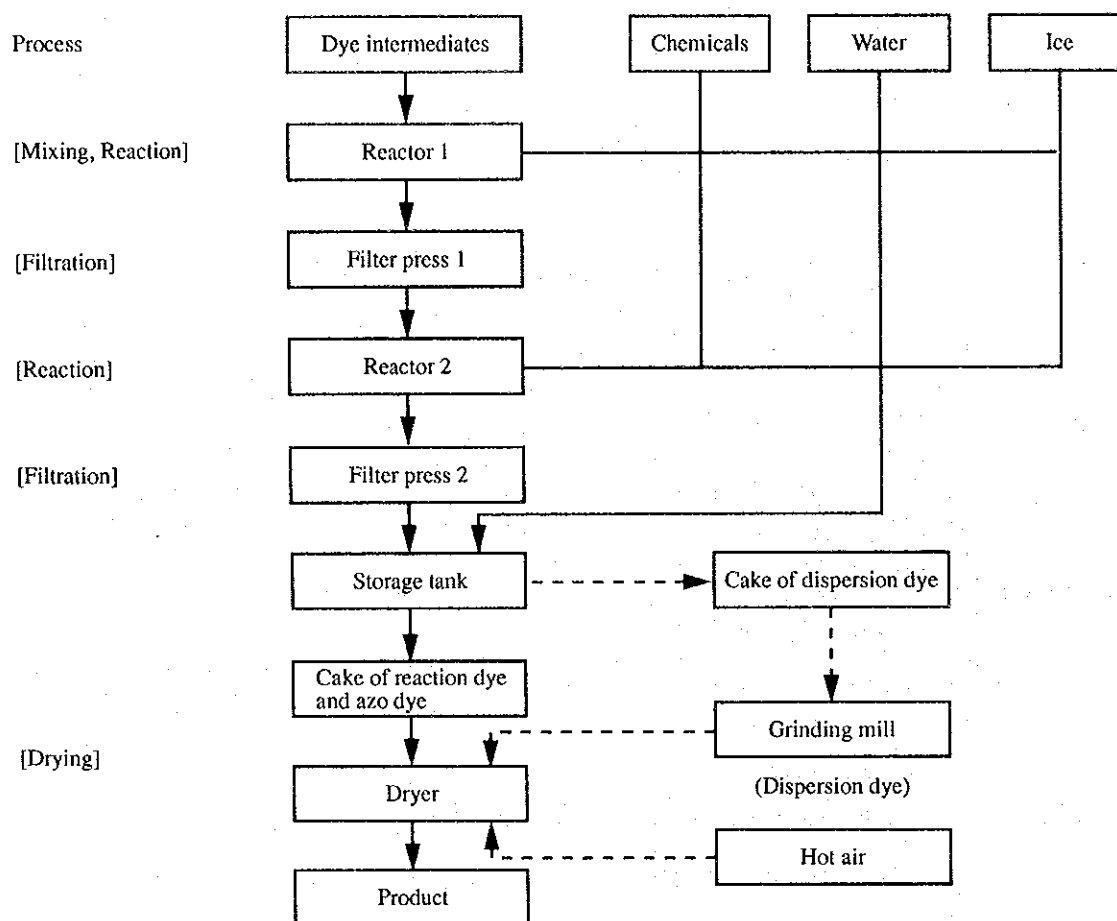 Process
Dye intermediates
Chemicals
Water
Ice
[Mixing, Reaction]
Reactor 1
[Filtration]
Filter press 1
[Reaction]
Reactor 2
[Filtration]
Filter press 2
Storage tank
Cake of dispersion dye
Cake of reaction dye
and azo dye
Grinding mill
[Drying]
(Dispersion dye)
Dryer
Hot air
Product